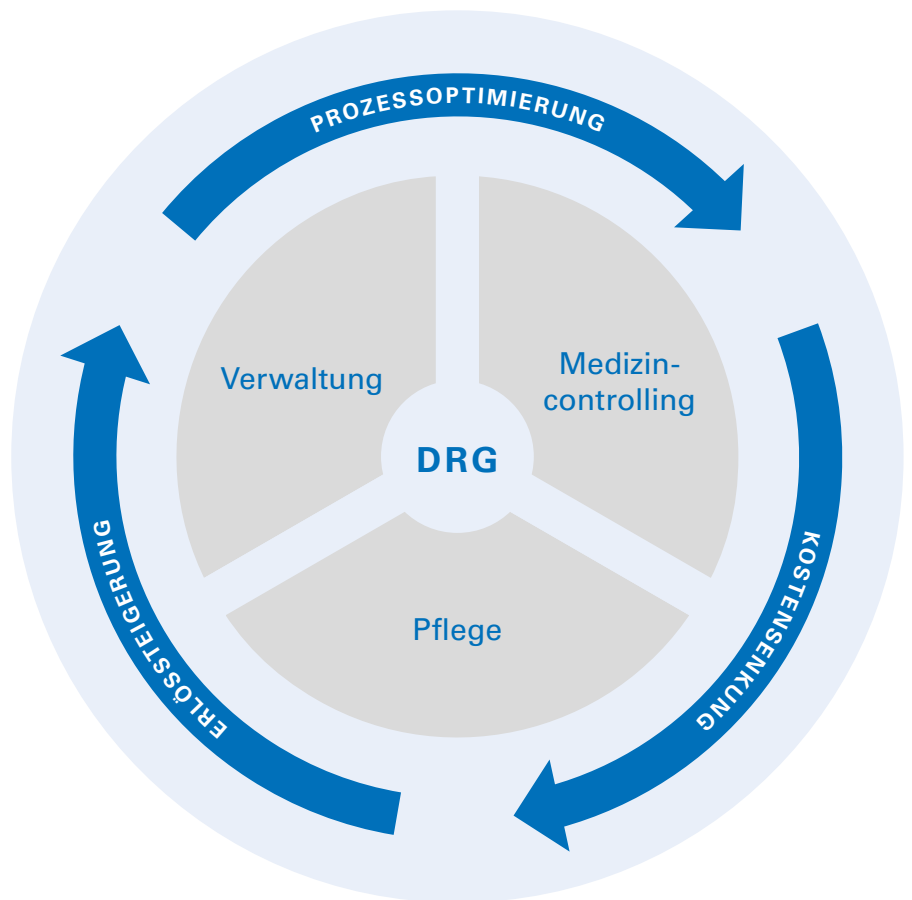 PROZESSOPTIMIERUNG
Verwaltung
Medizin-
controlling
DRG
Pflege
KOSTENSENKUNG
ERLÖSSTEIGERUNG